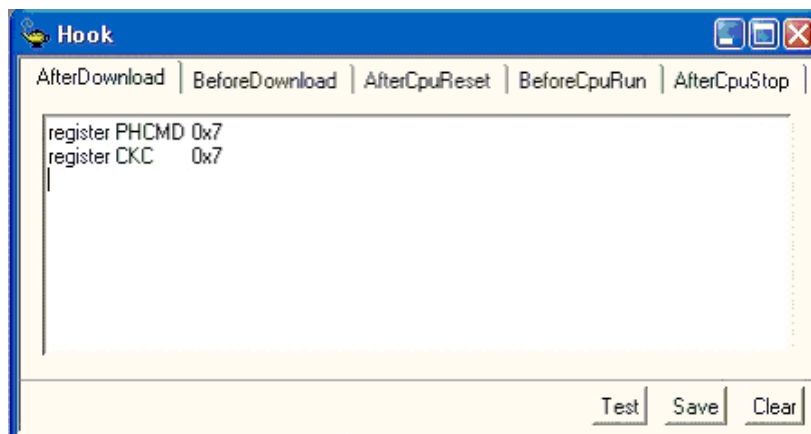 Hook
AfterDownload BeforeDownload AfterCpuReset BeforeCpuRun AfterCpuStop
register PHCMD 0x7
register CKC 0x7
Test Save Clear